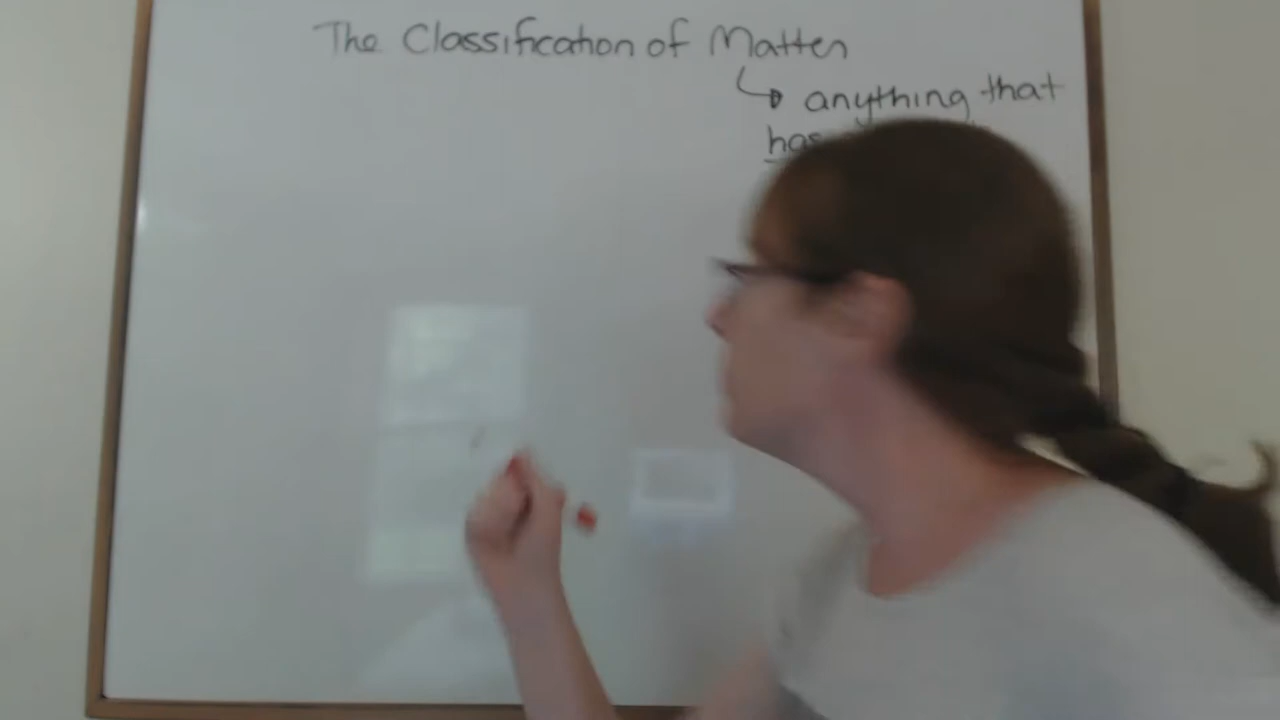 The Classification of Matter
anything that
has